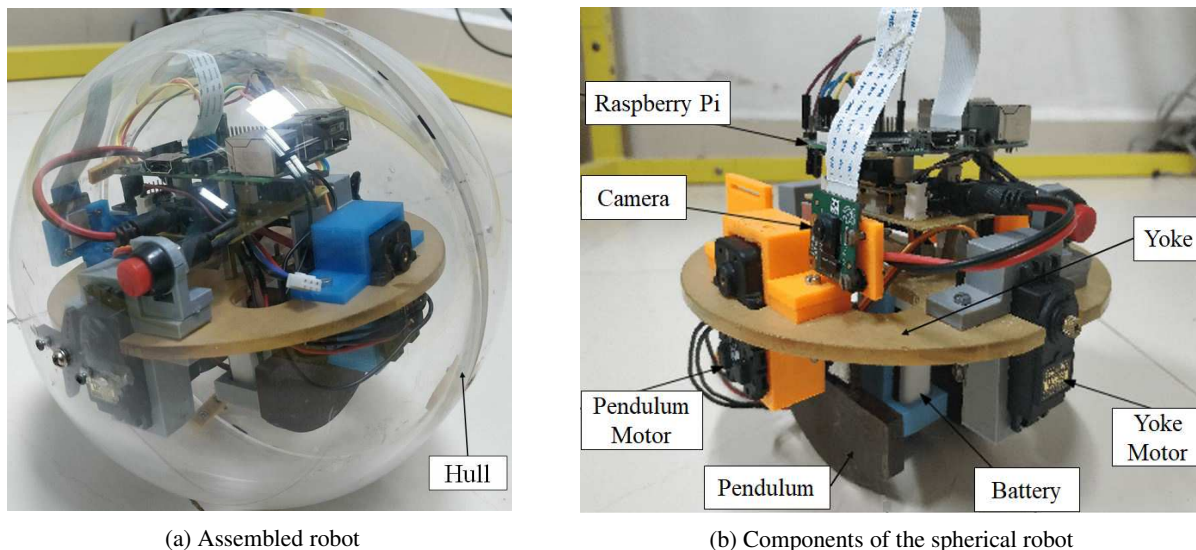 Hull
(a) Assembled robot
Raspberry Pi
Camera
Yoke
Pendulum
Motor
Pendulum
Battery
Yoke
Motor
(b) Components of the spherical robot